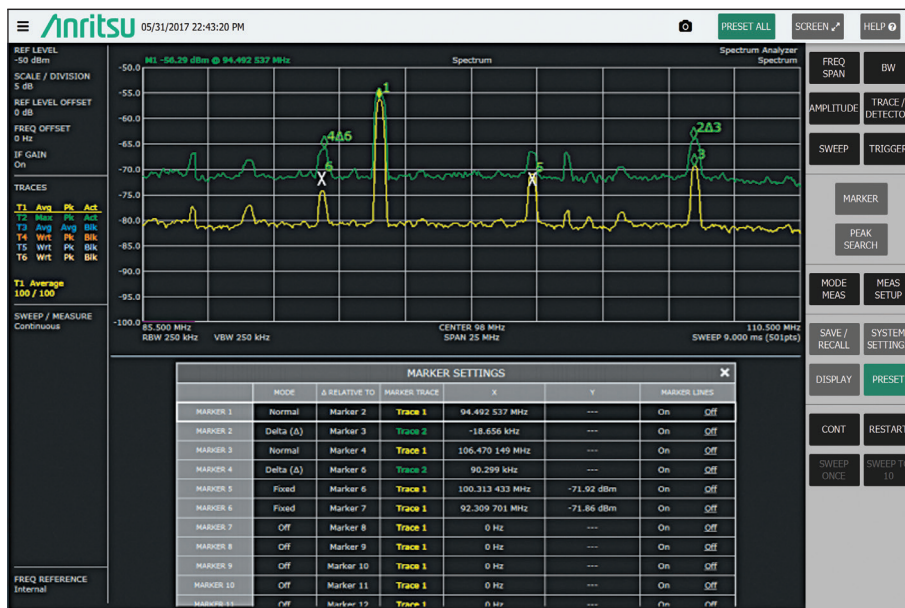 Anritsu 05/31/2017 22:43:20 PM
PRESET ALL
SCREEN
HELP
REF LEVEL
-50 dBm
SCALE / DIVISION
5 dB
REF LEVEL OFFSET
0 dB
FREQ OFFSET
0 Hz
IF GAIN
On
TRACES
T1 Avg Pk Act
T2 Max Pk Act
T3 Avg Avg Blk
T4 Wrt Pk Blk
T5 Wrt Pk Blk
T6 Wrt Pk Blk
T1 Average
100 / 100
SWEEP / MEASURE
Continuous
FREQ REFERENCE
Internal
M1 -56.29 dBm @ 94.492 537 MHz
Spectrum
Spectrum Analyzer
Spectrum
-50.0
-55.0
-60.0
-65.0
-70.0
-75.0
-80.0
-85.0
-90.0
-95.0
-100.0
1
4Δ6
6
5
2Δ3
3
85.500 MHz
CENTER 98 MHz
110.500 MHz
RBW 250 kHz VBW 250 kHz
SPAN 25 MHz
SWEEP 9.000 ms (501pts)
MARKER SETTINGS
MODE Δ RELATIVE TO MARKER TRACE X Y MARKER LINES
MARKER 1 Normal Marker 2 Trace 1 94.492 537 MHz --- On Off
MARKER 2 Delta (Δ) Marker 3 Trace 2 -18.656 kHz --- On Off
MARKER 3 Normal Marker 4 Trace 1 106.470 149 MHz --- On Off
MARKER 4 Delta (Δ) Marker 6 Trace 2 90.299 kHz --- On Off
MARKER 5 Fixed Marker 6 Trace 1 100.313 433 MHz -71.92 dBm On Off
MARKER 6 Fixed Marker 7 Trace 1 92.309 701 MHz -71.86 dBm On Off
MARKER 7 Off Marker 8 Trace 1 0 Hz --- On Off
MARKER 8 Off Marker 9 Trace 1 0 Hz --- On Off
MARKER 9 Off Marker 10 Trace 1 0 Hz --- On Off
MARKER 10 Off Marker 11 Trace 1 0 Hz --- On Off
MARKER 11 Off Marker 12 Trace 1 0 Hz --- On Off
FREQ
SPAN
BW
AMPLITUDE
TRACE /
DETECTO
SWEEP
TRIGGER
MARKER
PEAK
SEARCH
MODE
MEAS
MEAS
SETUP
SAVE /
RECALL
SYSTEM
SETTING
DISPLAY
PRESET
CONT
RESTART
SWEEP
ONCE
SWEEP TO
10